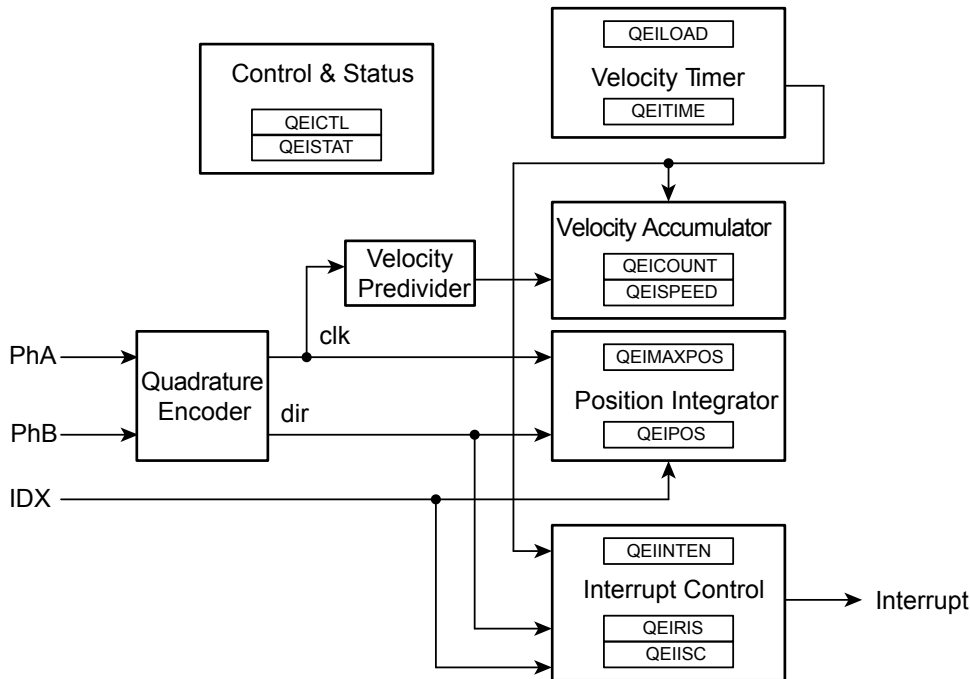 QEILOAD
Velocity Timer
QEITIME
Control & Status
QEICTL
QEISTAT
Velocity Accumulator
QEICOUNT
QEISPEED
Velocity
Predivider
clk
PhA
Quadrature
Encoder
dir
PhB
IDX
QEIMAXPOS
Position Integrator
QEIPOS
QEIINTEN
Interrupt Control
QEIRIS
QEIISC
Interrupt